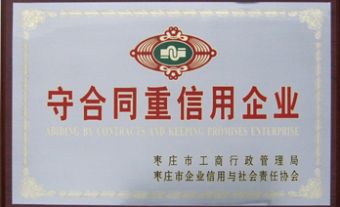 守合同重信用企业
ABIDING BY CONTRACTS AND KEEPING PROMISES ENTERPRISE
枣庄市工商行政管理局
枣庄市企业信用与社会责任协会